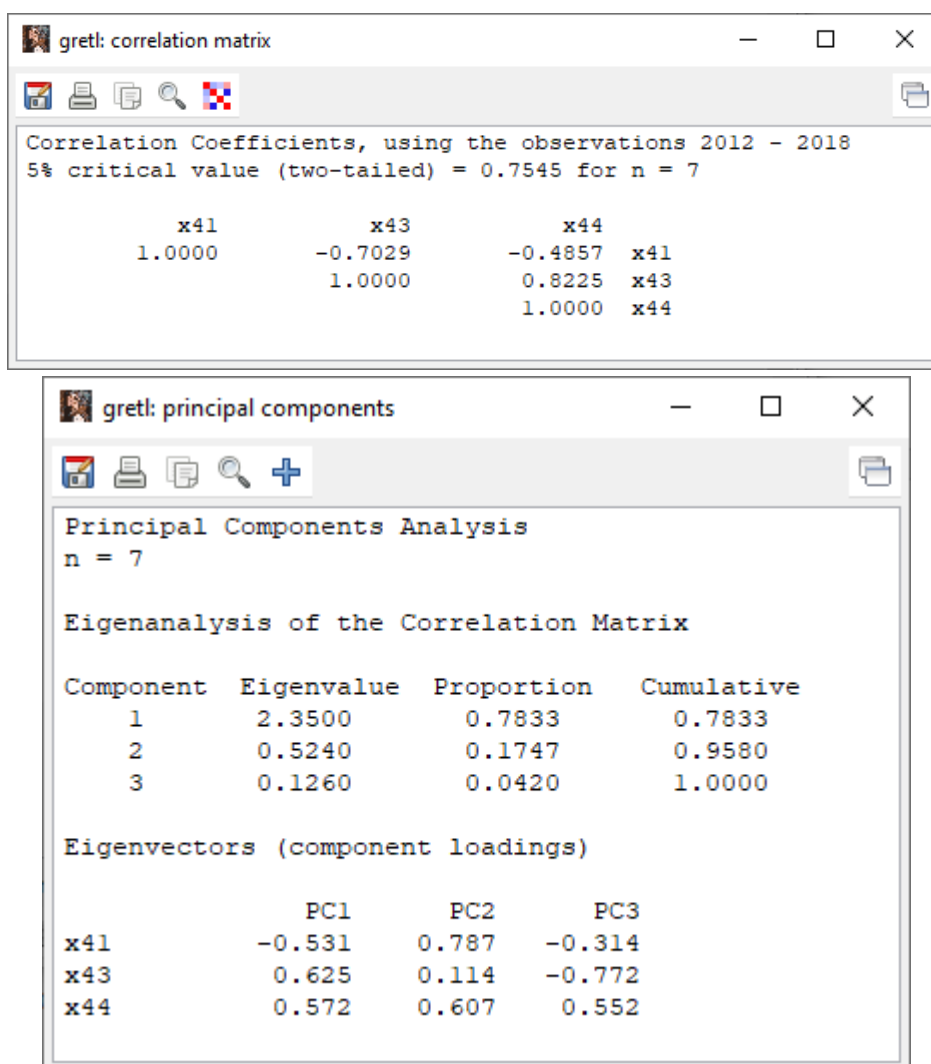 gretl: correlation matrix
Correlation Coefficients, using the observations 2012 - 2018
5% critical value (two-tailed) = 0.7545 for n = 7
x41 x43 x44
1.0000 -0.7029 -0.4857 x41
1.0000 0.8225 x43
1.0000 x44
gretl: principal components
Principal Components Analysis
n = 7
Eigenanalysis of the Correlation Matrix
Component Eigenvalue Proportion Cumulative
1 2.3500 0.7833 0.7833
2 0.5240 0.1747 0.9580
3 0.1260 0.0420 1.0000
Eigenvectors (component loadings)
PC1 PC2 PC3
x41 -0.531 0.787 -0.314
x43 0.625 0.114 -0.772
x44 0.572 0.607 0.552